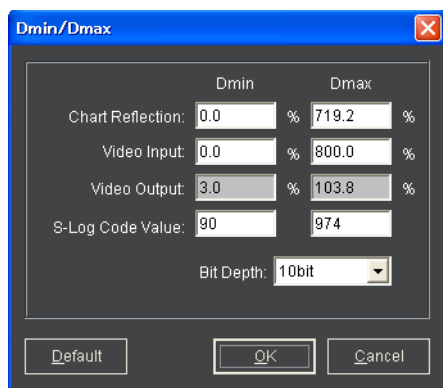 Dmin/Dmax
Dmin Dmax
Chart Reflection: 0.0 % 719.2 %
Video Input: 0.0 % 800.0 %
Video Output: 3.0 % 103.8 %
S-Log Code Value: 90 974
Bit Depth: 10bit
Default OK Cancel